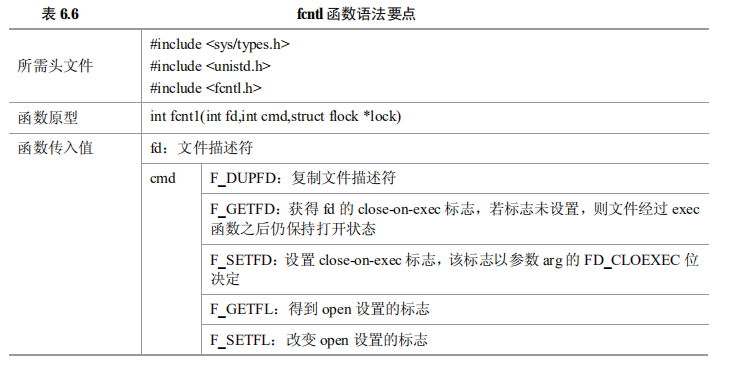 表 6.6 fcntl 函数语法要点
所需头文件
#include <sys/types.h>
#include <unistd.h>
#include <fcntl.h>
函数原型
int fcnt1(int fd,int cmd,struct flock *lock)
函数传入值
fd：文件描述符
cmd
F_DUPFD：复制文件描述符
F_GETFD：获得 fd 的 close-on-exec 标志，若标志未设置，则文件经过 exec
函数之后仍保持打开状态
F_SETFD：设置 close-on-exec 标志，该标志以参数 arg 的 FD_CLOEXEC 位
决定
F_GETFL：得到 open 设置的标志
F_SETFL：改变 open 设置的标志